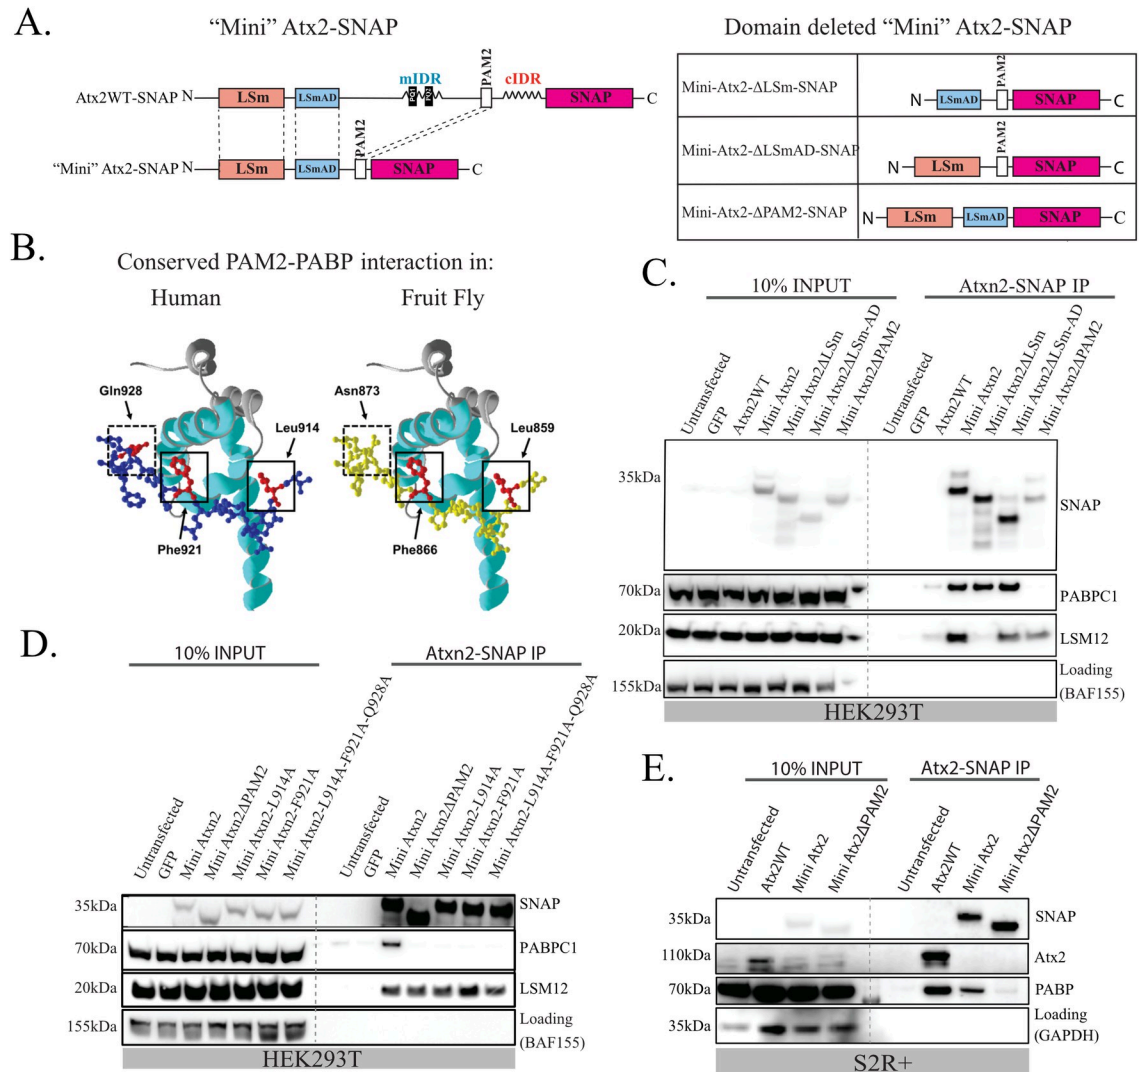 A.
“Mini” Atx2-SNAP
Atx2WT-SNAP N LSm LSmAD mIDR PQ1 PQ2 PAM2 cIDR SNAP C
“Mini” Atx2-SNAP N LSm LSmAD PAM2 SNAP C
Domain deleted “Mini” Atx2-SNAP
Mini-Atx2-ΔLSm-SNAP N LSmAD PAM2 SNAP C
Mini-Atx2-ΔLSmAD-SNAP N LSm PAM2 SNAP C
Mini-Atx2-ΔPAM2-SNAP N LSm LSmAD SNAP C
B.
Conserved PAM2-PABP interaction in:
Human
Fruit Fly
Gln928
Leu914
Phe921
Asn873
Leu859
Phe866
C.
10% INPUT
Atxn2-SNAP IP
Untransfected
GFP
Atxn2WT
Mini Atxn2
Mini Atxn2ΔLSm
Mini Atxn2ΔLSm-AD
Mini Atxn2ΔPAM2
Untransfected
GFP
Atxn2WT
Mini Atxn2
Mini Atxn2ΔLSm
Mini Atxn2ΔLSm-AD
Mini Atxn2ΔPAM2
35kDa SNAP
70kDa PABPC1
20kDa LSM12
155kDa Loading
(BAF155)
HEK293T
D.
10% INPUT
Atxn2-SNAP IP
Untransfected
GFP
Mini Atxn2
Mini Atxn2ΔPAM2
Mini Atxn2-L914A
Mini Atxn2-F921A
Mini Atxn2-L914A-F921A-Q928A
Untransfected
GFP
Mini Atxn2
Mini Atxn2ΔPAM2
Mini Atxn2-L914A
Mini Atxn2-F921A
Mini Atxn2-L914A-F921A-Q928A
35kDa SNAP
70kDa PABPC1
20kDa LSM12
155kDa Loading
(BAF155)
HEK293T
E.
10% INPUT
Atx2-SNAP IP
Untransfected
Atx2WT
Mini Atx2
Mini Atx2ΔPAM2
Untransfected
Atx2WT
Mini Atx2
Mini Atx2ΔPAM2
35kDa SNAP
110kDa Atx2
70kDa PABP
35kDa Loading
(GAPDH)
S2R+